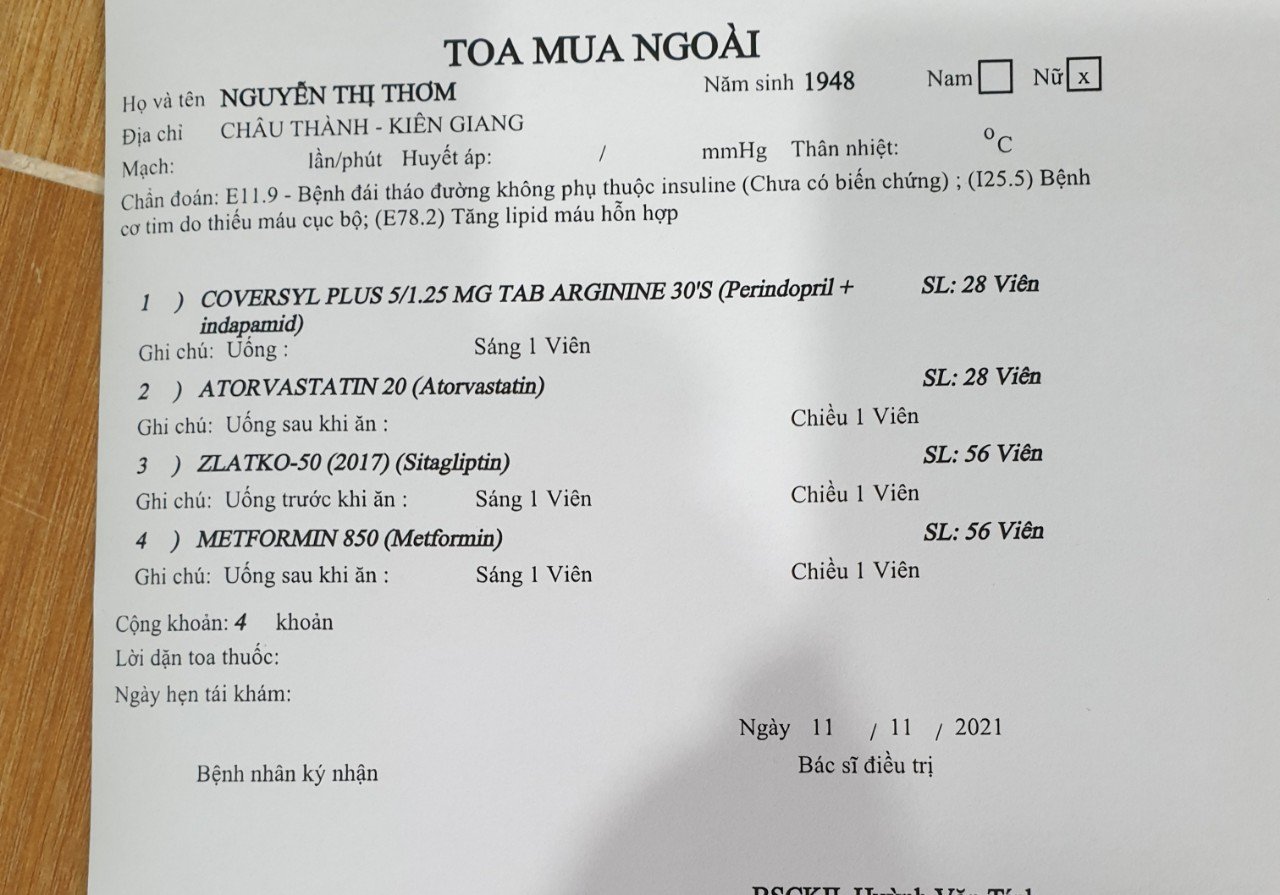 TOA MUA NGOÀI
Họ và tên NGUYỄN THỊ THƠM Năm sinh 1948 Nam Nữ x
Địa chỉ CHÂU THÀNH - KIÊN GIANG
Mạch: lần/phút Huyết áp: / mmHg Thân nhiệt: °C
Chẩn đoán: E11.9 - Bệnh đái tháo đường không phụ thuộc insuline (Chưa có biến chứng) ; (I25.5) Bệnh
cơ tim do thiếu máu cục bộ; (E78.2) Tăng lipid máu hỗn hợp
1 ) COVERSYL PLUS 5/1.25 MG TAB ARGININE 30'S (Perindopril + SL: 28 Viên
indapamid)
Ghi chú: Uống : Sáng 1 Viên
2 ) ATORVASTATIN 20 (Atorvastatin) SL: 28 Viên
Ghi chú: Uống sau khi ăn : Chiều 1 Viên
3 ) ZLATKO-50 (2017) (Sitagliptin) SL: 56 Viên
Ghi chú: Uống trước khi ăn : Sáng 1 Viên Chiều 1 Viên
4 ) METFORMIN 850 (Metformin) SL: 56 Viên
Ghi chú: Uống sau khi ăn : Sáng 1 Viên Chiều 1 Viên
Cộng khoản: 4 khoản
Lời dặn toa thuốc:
Ngày hẹn tái khám:
Ngày 11 / 11 / 2021
Bệnh nhân ký nhận Bác sĩ điều trị